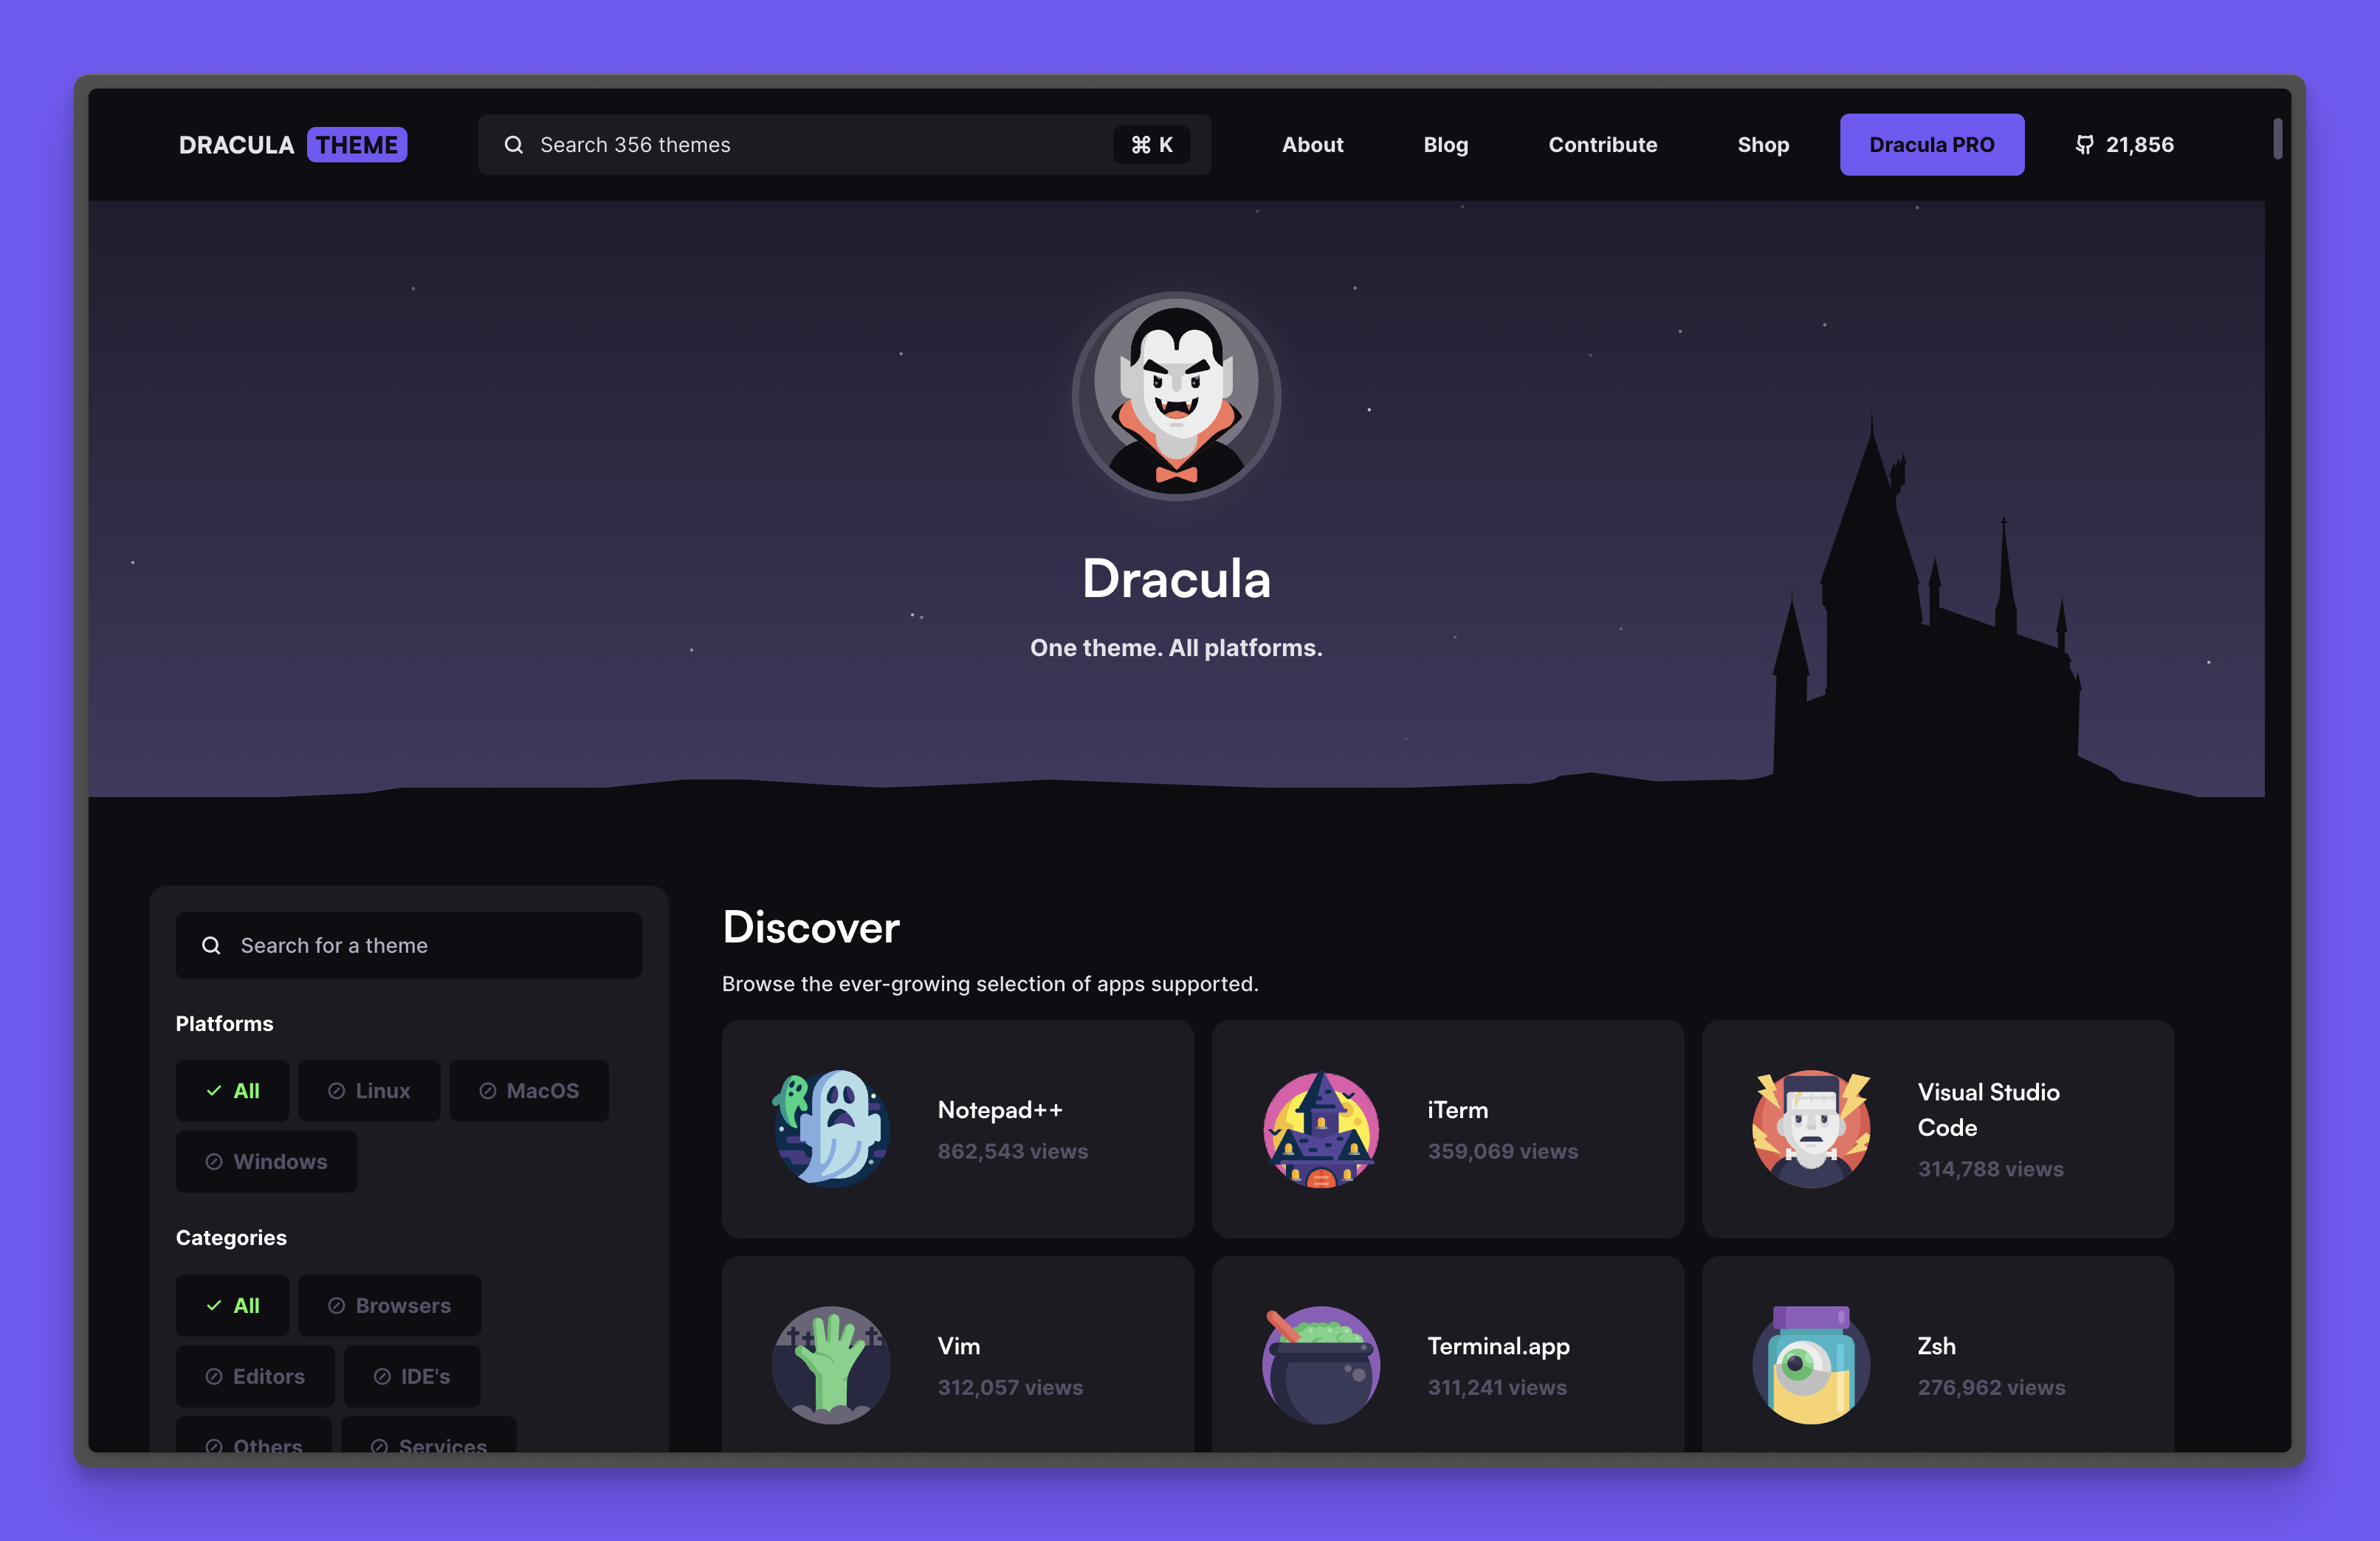 DRACULA THEME
Search 356 themes
⌘ K
About
Blog
Contribute
Shop
Dracula PRO
21,856
Dracula
One theme. All platforms.
Search for a theme
Platforms
All
Linux
MacOS
Windows
Categories
All
Browsers
Editors
IDE's
Others
Services
Discover
Browse the ever-growing selection of apps supported.
Notepad++
862,543 views
iTerm
359,069 views
Visual Studio
Code
314,788 views
Vim
312,057 views
Terminal.app
311,241 views
Zsh
276,962 views